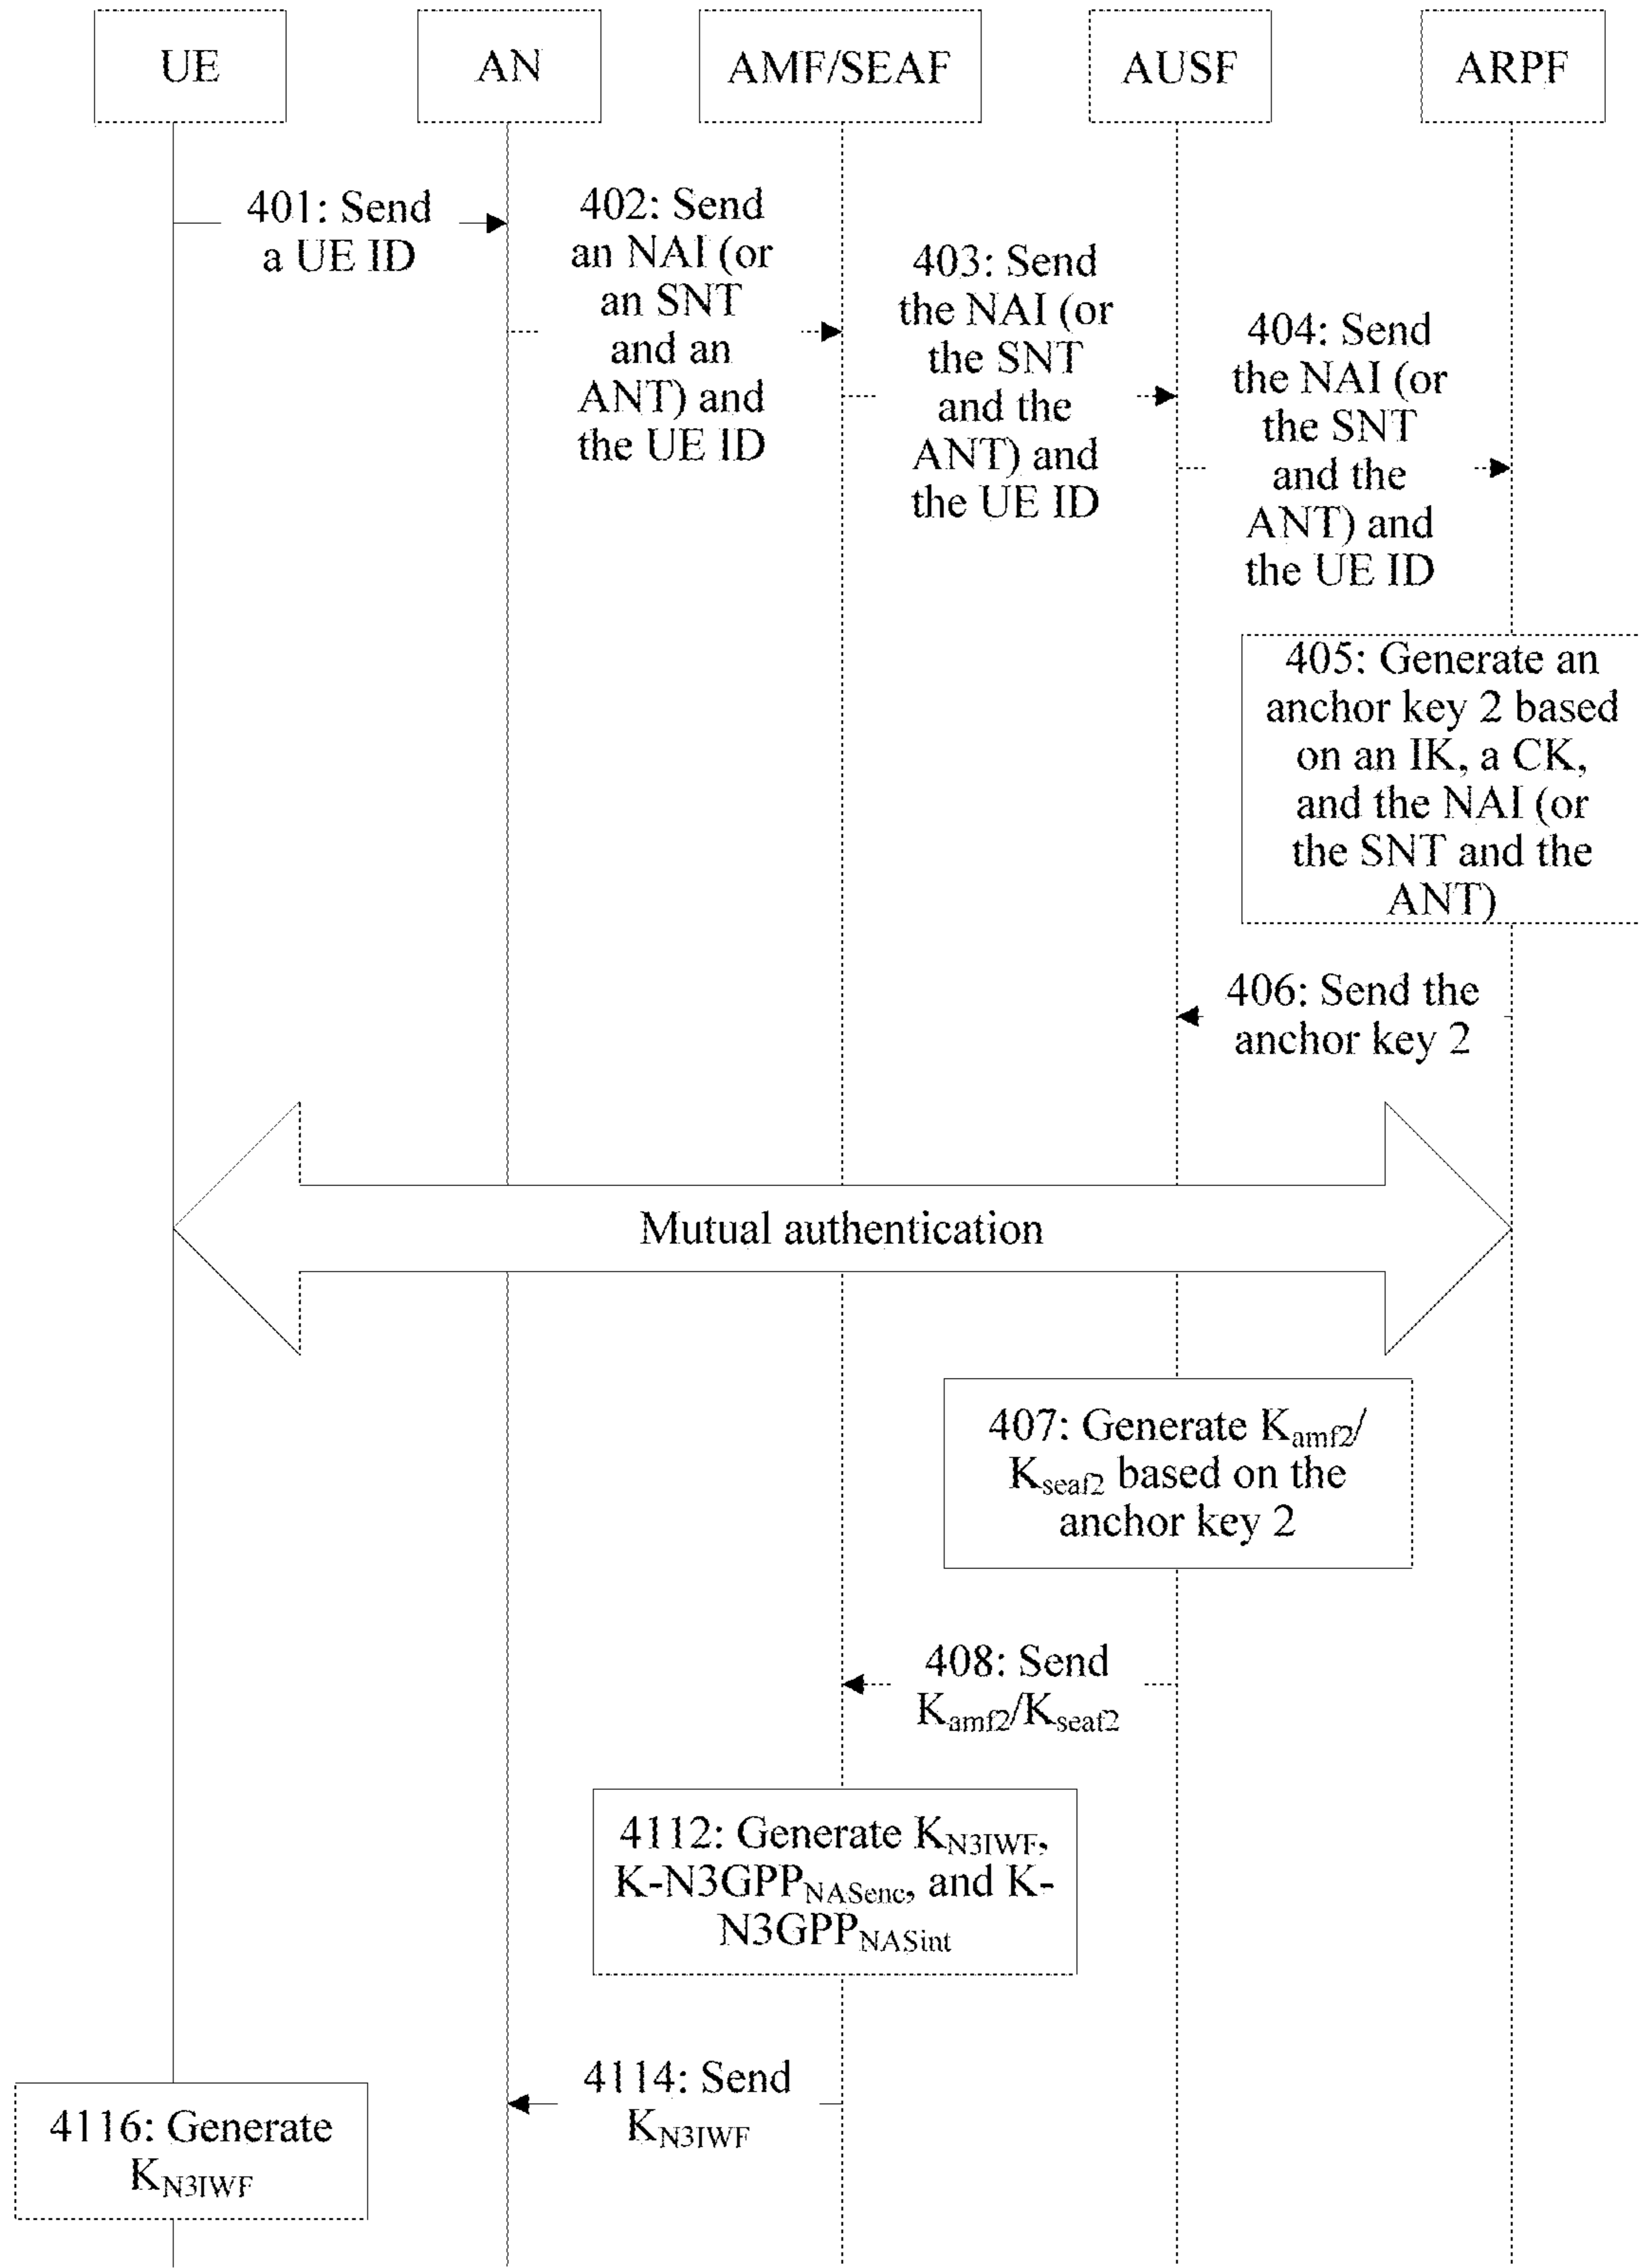 UE
AN
AMF/SEAF
AUSF
ARPF
401: Send
a UE ID
402: Send
an NAI (or
an SNT
and an
ANT) and
the UE ID
403: Send
the NAI (or
the SNT
and the
ANT) and
the UE ID
404: Send
the NAI (or
the SNT
and the
ANT) and
the UE ID
405: Generate an
anchor key 2 based
on an IK, a CK,
and the NAI (or
the SNT and the
ANT)
406: Send the
anchor key 2
Mutual authentication
407: Generate Kamf2/
Kseaf2 based on the
anchor key 2
408: Send
Kamf2/Kseaf2
4112: Generate KN3IWF,
K-N3GPPNASenc, and K-
N3GPPNASint
4114: Send
KN3IWF
4116: Generate
KN3IWF